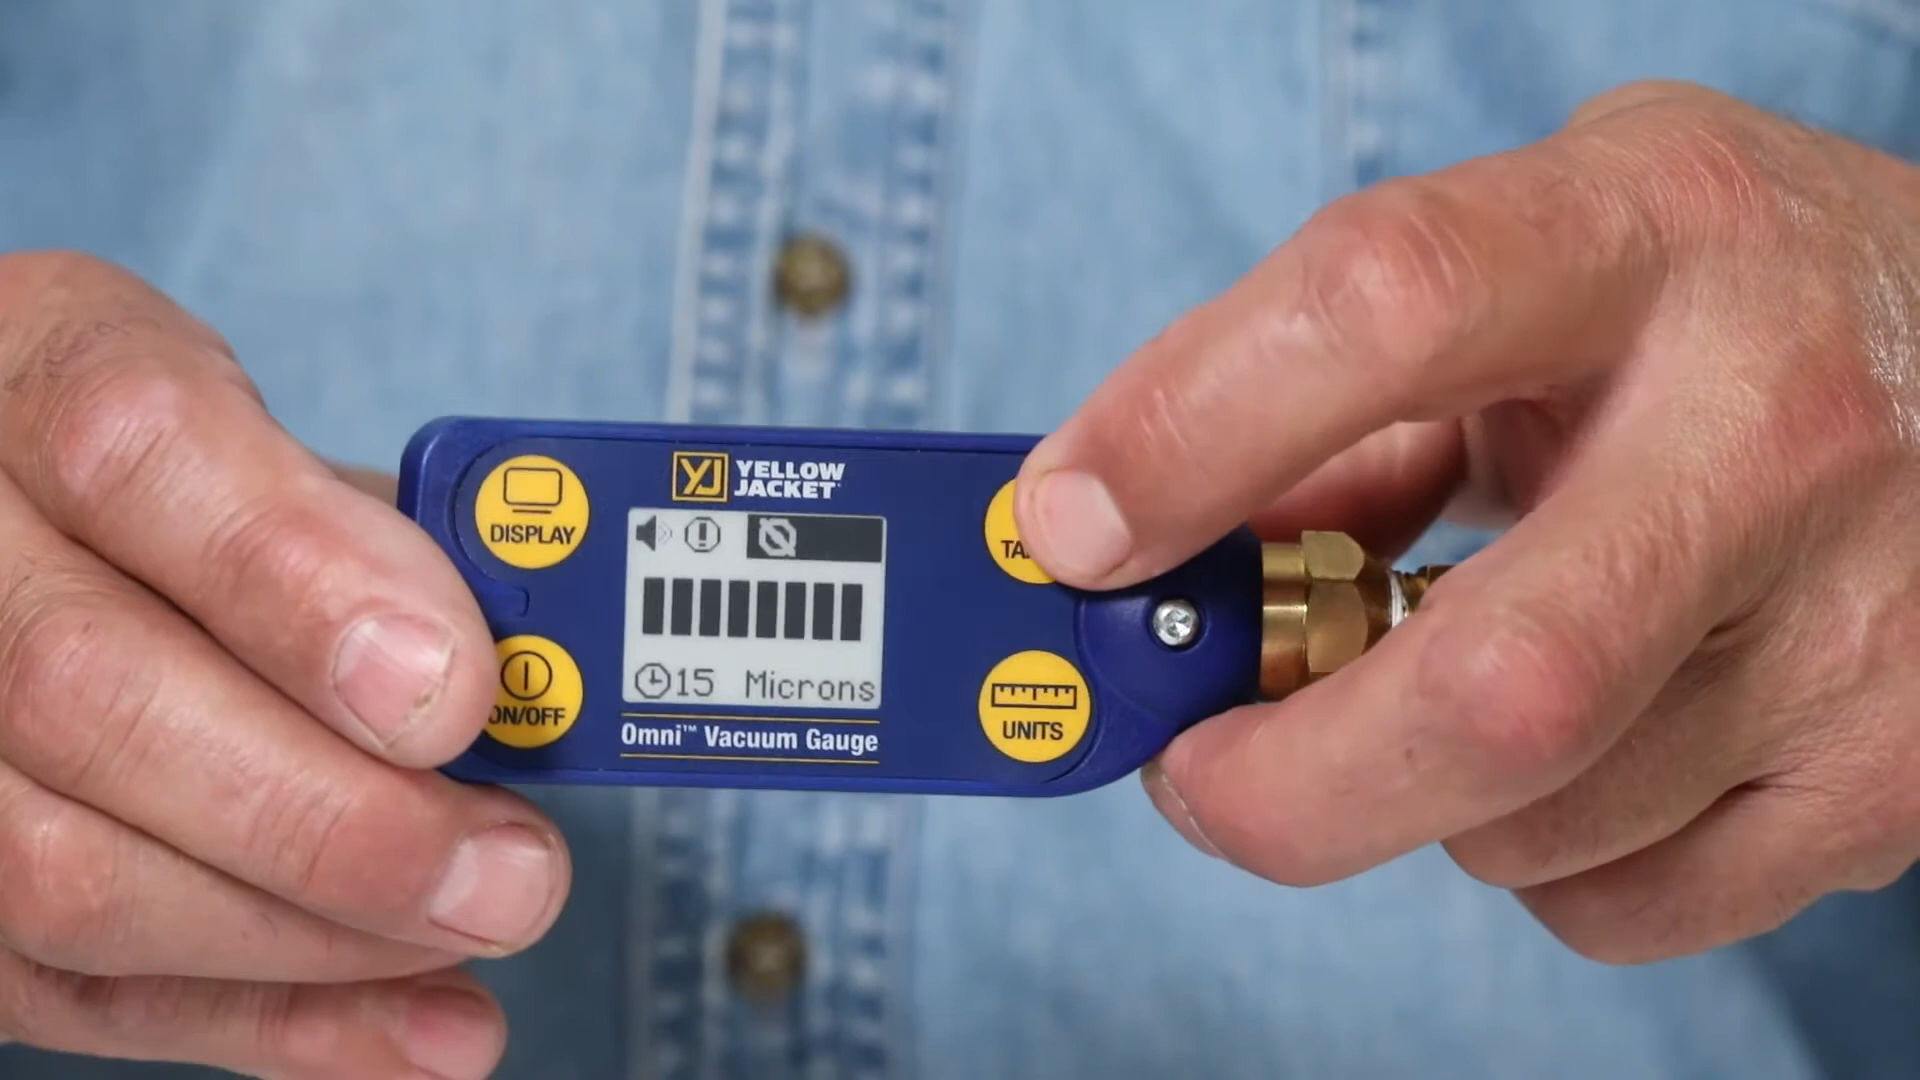 YJ YELLOW
JACKET
DISPLAY
ON/OFF
15 Microns
UNITS
Omni™ Vacuum Gauge